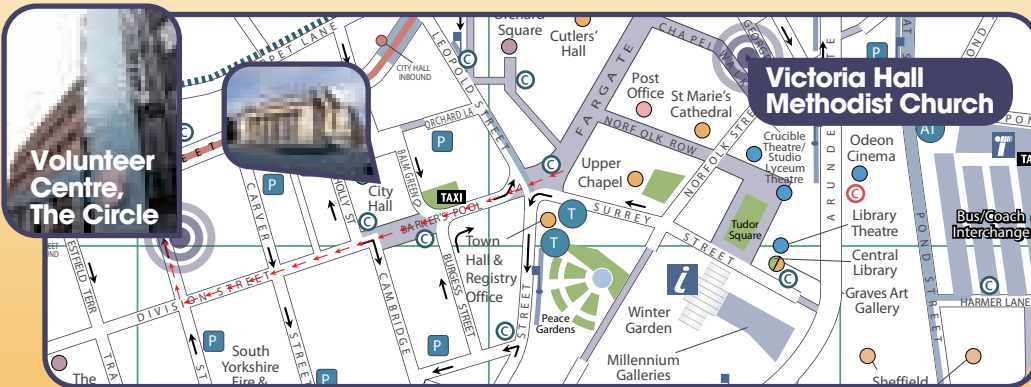 Volunteer
Centre,
The Circle
Victoria Hall
Methodist Church
Orchard
Square
Cutlers'
Hall
CITY HALL
INBOUND
LEOPOLD STREET
FARGATE
CHAPEL WALK
Post
Office
St Marie's
Cathedral
NORFOLK ROW
NORFOLK STREET
Crucible
Theatre/
Studio
Lyceum
Theatre
Odeon
Cinema
ORCHARD LA
BALM GREEN
HOLLY ST
City
Hall
TAXI
BARKER'S POOL
Upper
Chapel
SURREY
STREET
Tudor
Square
Library
Theatre
Central
Library
Graves Art
Gallery
Bus/Coach
Interchange
POND STREET
HARMER LANE
CARVER
STREET
DIVISION STREET
CAMBRIDGE
BURGESS STREET
Town
Hall &
Registry
Office
STREET
Peace
Gardens
Winter
Garden
Millennium
Galleries
South
Yorkshire
Fire &
The
Sheffield
P
P
P
P
P
P
C
C
C
C
C
C
C
C
C
C
T
T
AT
i